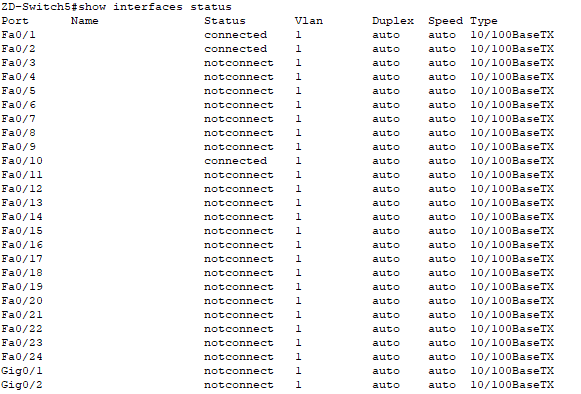 ZD-Switch5#show interfaces status
Port Name Status Vlan Duplex Speed Type
Fa0/1 connected 1 auto auto 10/100BaseTX
Fa0/2 connected 1 auto auto 10/100BaseTX
Fa0/3 notconnect 1 auto auto 10/100BaseTX
Fa0/4 notconnect 1 auto auto 10/100BaseTX
Fa0/5 notconnect 1 auto auto 10/100BaseTX
Fa0/6 notconnect 1 auto auto 10/100BaseTX
Fa0/7 notconnect 1 auto auto 10/100BaseTX
Fa0/8 notconnect 1 auto auto 10/100BaseTX
Fa0/9 notconnect 1 auto auto 10/100BaseTX
Fa0/10 connected 1 auto auto 10/100BaseTX
Fa0/11 notconnect 1 auto auto 10/100BaseTX
Fa0/12 notconnect 1 auto auto 10/100BaseTX
Fa0/13 notconnect 1 auto auto 10/100BaseTX
Fa0/14 notconnect 1 auto auto 10/100BaseTX
Fa0/15 notconnect 1 auto auto 10/100BaseTX
Fa0/16 notconnect 1 auto auto 10/100BaseTX
Fa0/17 notconnect 1 auto auto 10/100BaseTX
Fa0/18 notconnect 1 auto auto 10/100BaseTX
Fa0/19 notconnect 1 auto auto 10/100BaseTX
Fa0/20 notconnect 1 auto auto 10/100BaseTX
Fa0/21 notconnect 1 auto auto 10/100BaseTX
Fa0/22 notconnect 1 auto auto 10/100BaseTX
Fa0/23 notconnect 1 auto auto 10/100BaseTX
Fa0/24 notconnect 1 auto auto 10/100BaseTX
Gig0/1 notconnect 1 auto auto 10/100BaseTX
Gig0/2 notconnect 1 auto auto 10/100BaseTX